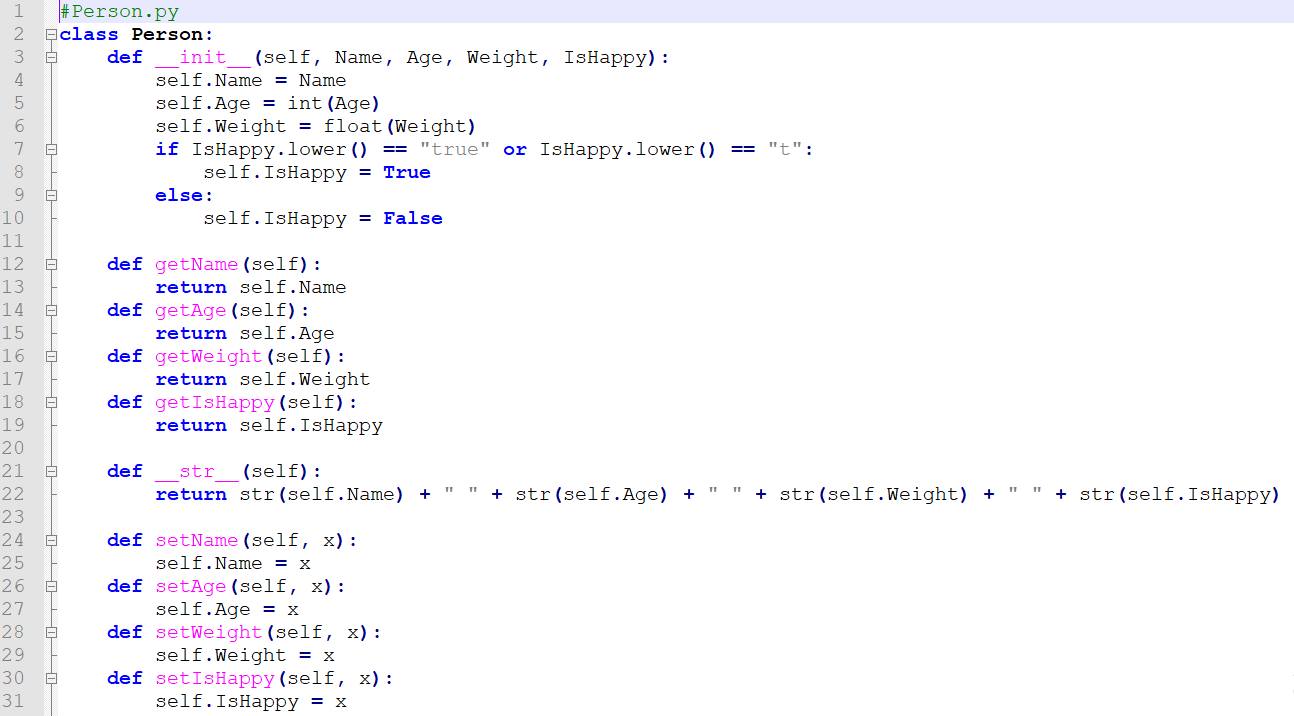 1 #Person.py
2 class Person:
3     def __init__(self, Name, Age, Weight, IsHappy):
4         self.Name = Name
5         self.Age = int(Age)
6         self.Weight = float(Weight)
7         if IsHappy.lower() == "true" or IsHappy.lower() == "t":
8             self.IsHappy = True
9         else:
10             self.IsHappy = False
11
12     def getName(self):
13         return self.Name
14     def getAge(self):
15         return self.Age
16     def getWeight(self):
17         return self.Weight
18     def getIsHappy(self):
19         return self.IsHappy
20
21     def __str__(self):
22         return str(self.Name) + " " + str(self.Age) + " " + str(self.Weight) + " " + str(self.IsHappy)
23
24     def setName(self, x):
25         self.Name = x
26     def setAge(self, x):
27         self.Age = x
28     def setWeight(self, x):
29         self.Weight = x
30     def setIsHappy(self, x):
31         self.IsHappy = x